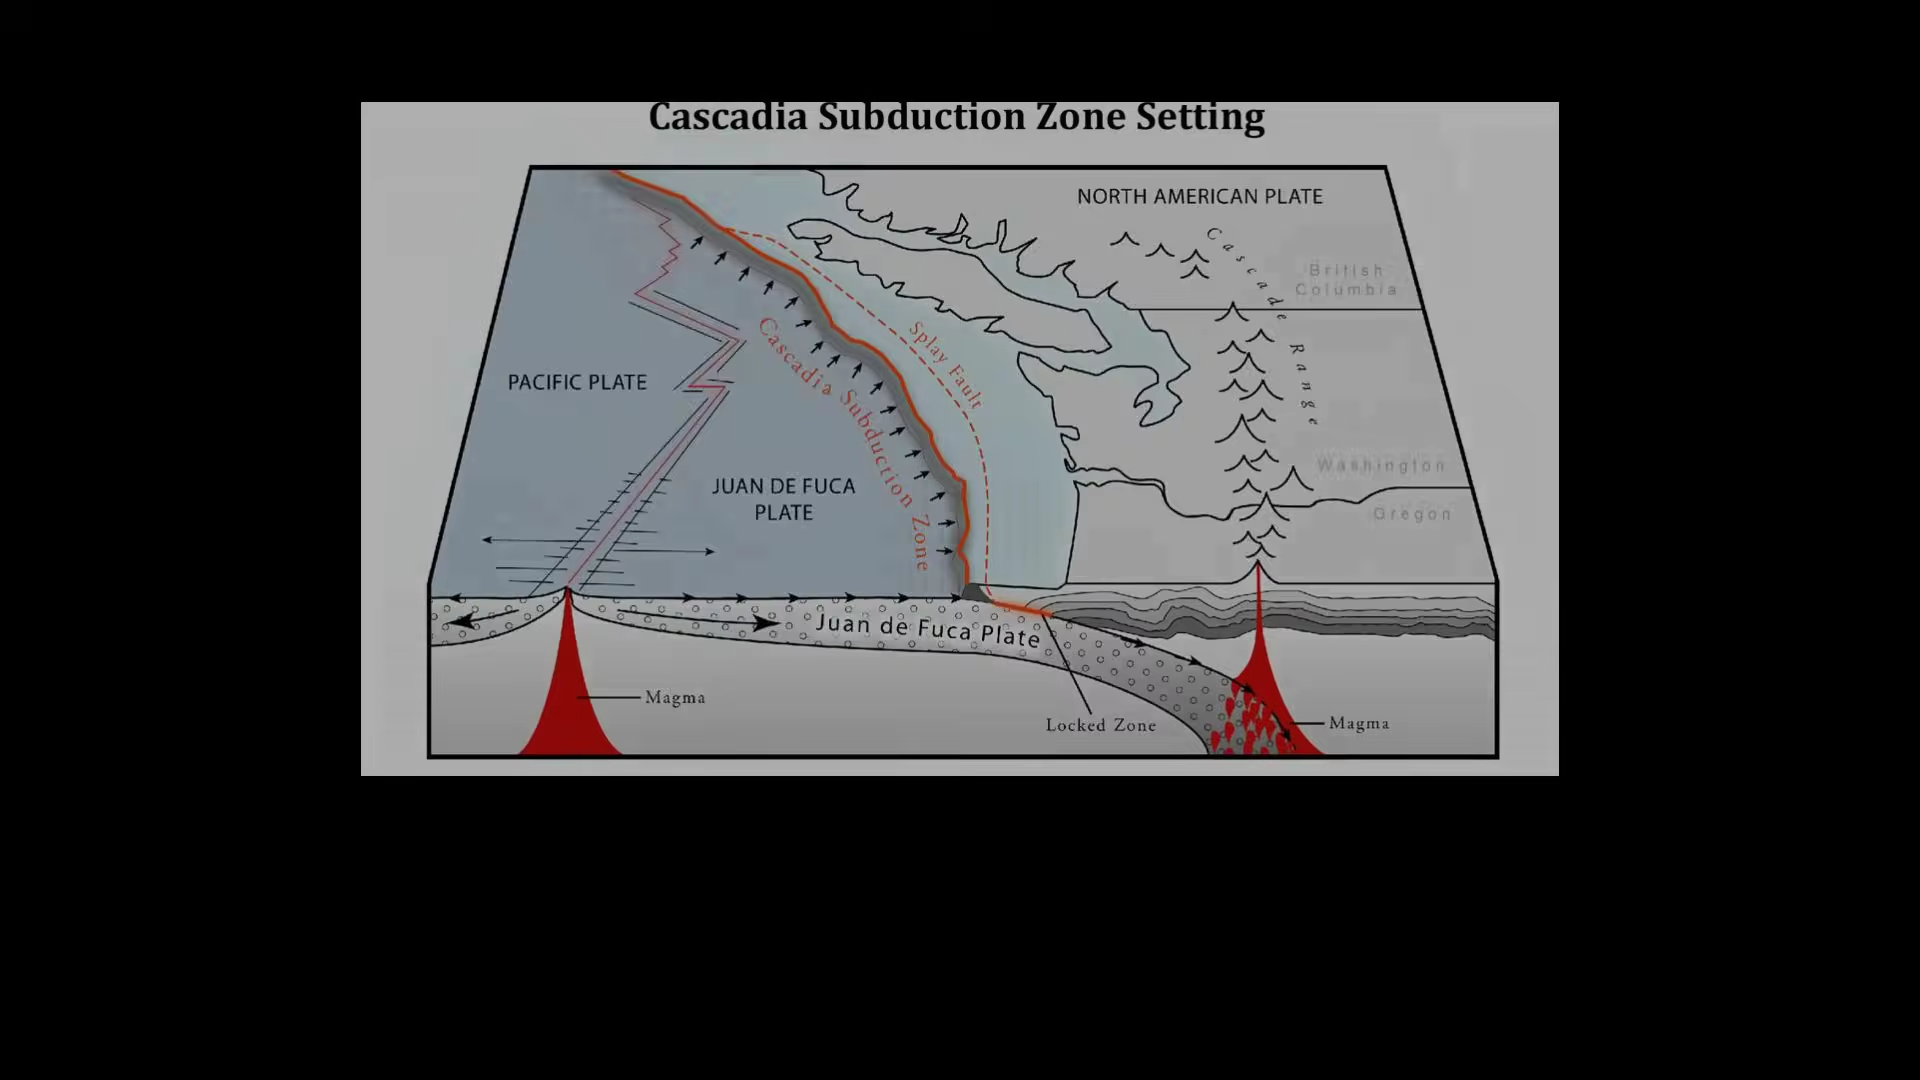 Cascadia Subduction Zone Setting
NORTH AMERICAN PLATE
Cascade Range
British
Columbia
Splay Fault
Cascadia Subduction Zone
PACIFIC PLATE
Washington
JUAN DE FUCA
PLATE
Oregon
Juan de Fuca Plate
Magma
Locked Zone
Magma